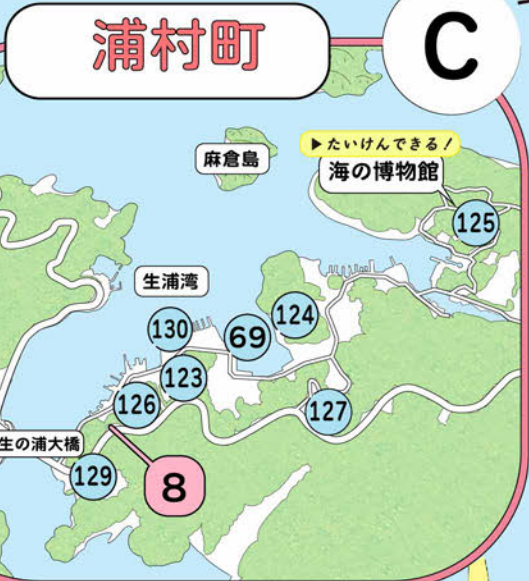 浦村町
C
麻倉島
▶たいけんできる！
海の博物館
125
生浦湾
130
69
124
123
126
127
生の浦大橋
129
8